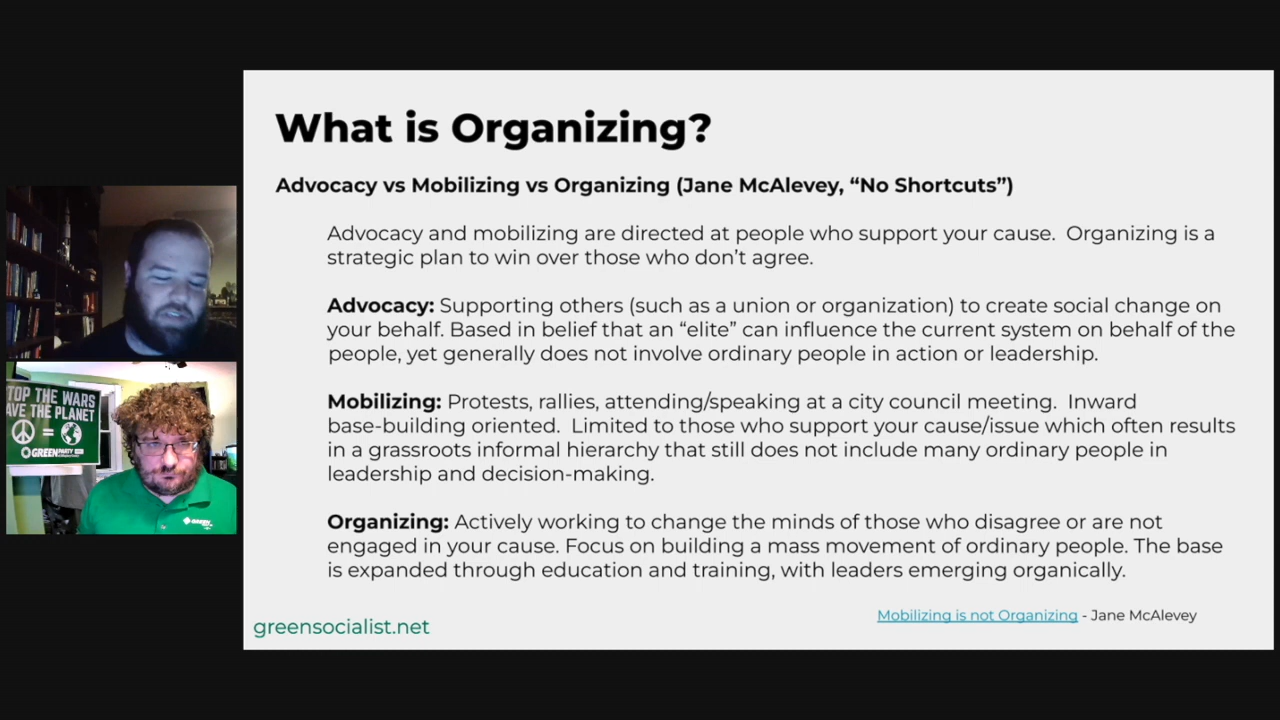 What is Organizing?
Advocacy vs Mobilizing vs Organizing (Jane McAlevey, “No Shortcuts”)
Advocacy and mobilizing are directed at people who support your cause. Organizing is a
strategic plan to win over those who don’t agree.
Advocacy: Supporting others (such as a union or organization) to create social change on
your behalf. Based in belief that an “elite” can influence the current system on behalf of the
people, yet generally does not involve ordinary people in action or leadership.
Mobilizing: Protests, rallies, attending/speaking at a city council meeting. Inward
base-building oriented. Limited to those who support your cause/issue which often results
in a grassroots informal hierarchy that still does not include many ordinary people in
leadership and decision-making.
Organizing: Actively working to change the minds of those who disagree or are not
engaged in your cause. Focus on building a mass movement of ordinary people. The base
is expanded through education and training, with leaders emerging organically.
Mobilizing is not Organizing - Jane McAlevey
greensocialist.net
TOP THE WARS
AVE THE PLANET
=
GREEN PARTY
GREEN